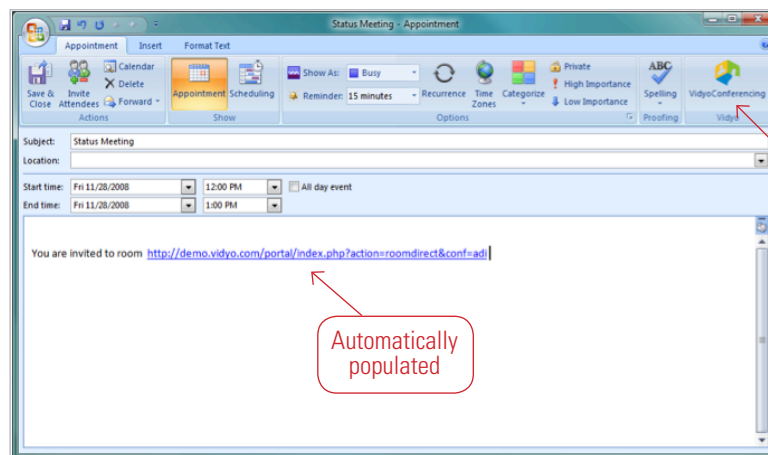 Status Meeting - Appointment
Appointment Insert Format Text
Save & Close
Invite Attendees
Calendar
Delete
Forward
Actions
Appointment
Scheduling
Show
Show As: Busy
Reminder: 15 minutes
Recurrence
Time Zones
Categorize
Private
High Importance
Low Importance
Options
ABC
Spelling
Proofing
VidyoConferencing
Vidyo
Subject: Status Meeting
Location:
Start time: Fri 11/28/2008 12:00 PM All day event
End time: Fri 11/28/2008 1:00 PM
You are invited to room http://demo.vidyo.com/portal/index.php?action=roomdirect&conf=adi
Automatically
populated